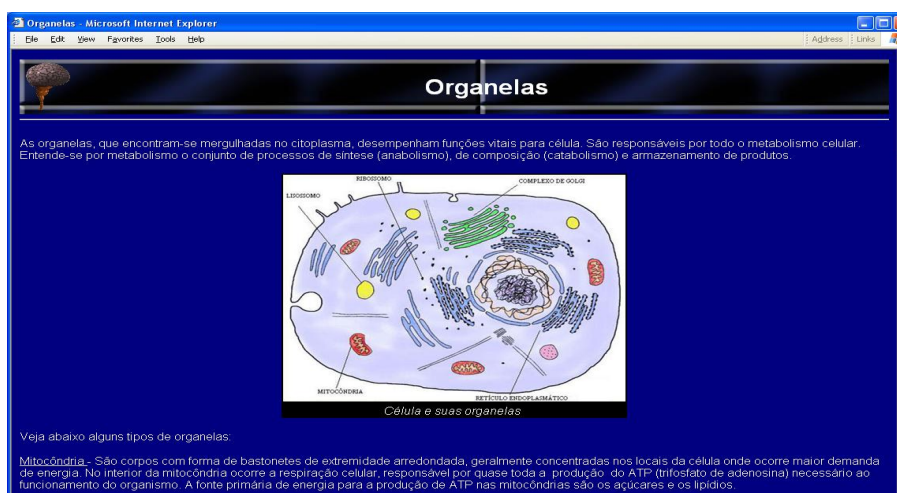 Organelas - Microsoft Internet Explorer
File Edit View Favorites Tools Help
Address Links
Organelas
As organelas, que encontram-se mergulhadas no citoplasma, desempenham funções vitais para célula. São responsáveis por todo o metabolismo celular.
Entende-se por metabolismo o conjunto de processos de síntese (anabolismo), de composição (catabolismo) e armazenamento de produtos.
RIBOSSOMO
COMPLEXO DE GOLGI
LISOSSOMO
MITOCÔNDRIA
RETÍCULO ENDOPLASMÁTICO
Célula e suas organelas
Veja abaixo alguns tipos de organelas:
Mitocôndria - São corpos com forma de bastonetes de extremidade arredondada, geralmente concentradas nos locais da célula onde ocorre maior demanda
de energia. No interior da mitocôndria ocorre a respiração celular, responsável por quase toda a produção do ATP (trifosfato de adenosina) necessário ao
funcionamento do organismo. A fonte primária de energia para a produção de ATP nas mitocôndrias são os açúcares e os lipídios.